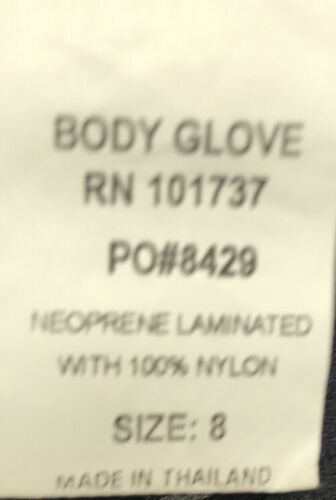 BODY GLOVE
RN 101737
PO#8429
NEOPRENE LAMINATED
WITH 100% NYLON
SIZE: 8
MADE IN THAILAND